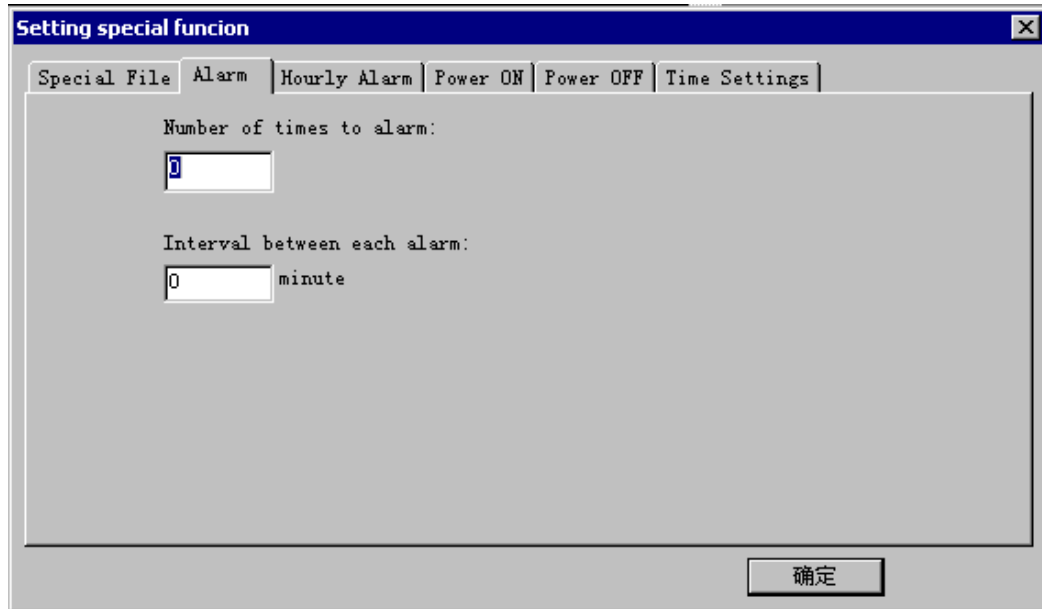 Setting special funcion
Special File Alarm Hourly Alarm Power ON Power OFF Time Settings
Number of times to alarm:
0
Interval between each alarm:
0 minute
确定